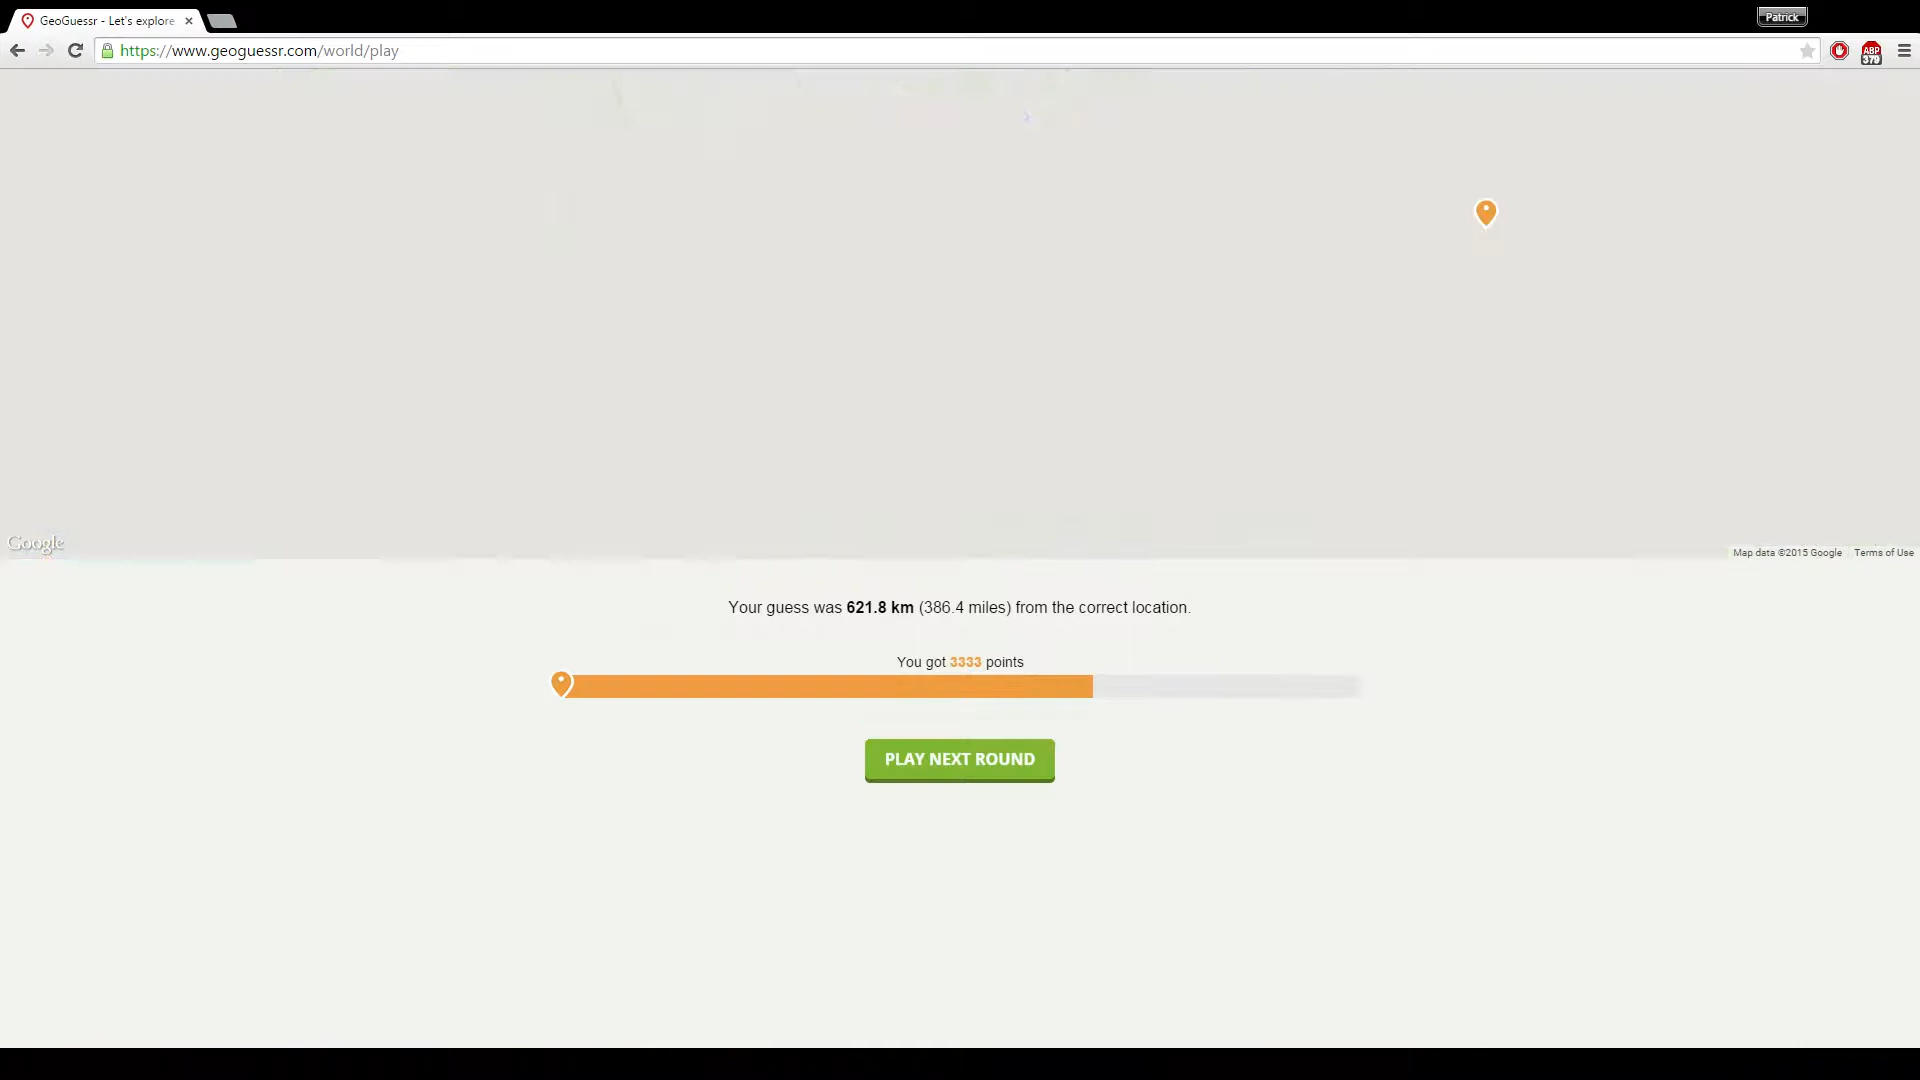 GeoGuessr - Let's explore
Patrick
https://www.geoguessr.com/world/play
ABP
379
Google
Map data ©2015 Google
Terms of Use
Your guess was 621.8 km (386.4 miles) from the correct location.
You got 3333 points
PLAY NEXT ROUND